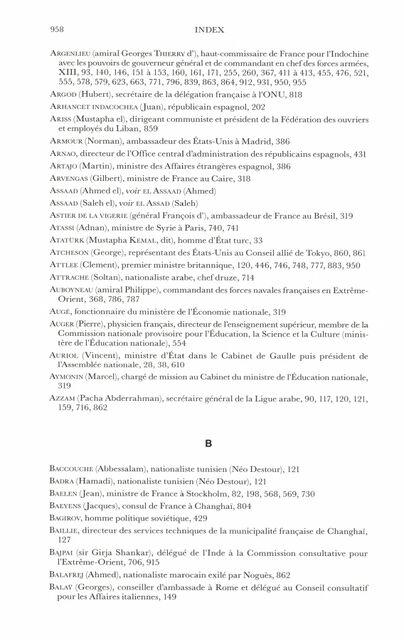 958 INDEX
ARGENLIEU (amiral Georges THIERRY d'), haut-commissaire de France pour l'Indochine
avec les pouvoirs de gouverneur général et de commandant en chef des forces armées,
XIII, 93, 140, 146, 151 à 153, 160, 161, 171, 255, 260, 367, 411 à 413, 455, 476, 521,
555, 578, 579, 623, 663, 771, 796, 839, 863, 864, 912, 931, 950, 955
ARGOD (Hubert), secrétaire de la délégation française à l'ONU, 818
ARHANCET INDACOCHEA (Juan), républicain espagnol, 202
ARISS (Mustapha el), dirigeant communiste et président de la Fédération des ouvriers
et employés du Liban, 859
ARMOUR (Norman), ambassadeur des États-Unis à Madrid, 386
ARNAO, directeur de l'Office central d'administration des républicains espagnols, 431
ARTAJO (Martin), ministre des Affaires étrangères espagnol, 386
ARVENGAS (Gilbert), ministre de France au Caire, 318
ASSAAD (Ahmed el), voir EL ASSAAD (Ahmed)
ASSAAD (Saleh el), voir EL ASSAD (Saleh)
ASTIER DE LA VIGERIE (général François d'), ambassadeur de France au Brésil, 319
ATASSI (Adnan), ministre de Syrie à Paris, 740, 741
ATATURK (Mustapha KEMAL, dit), homme d'État turc, 33
ATCHESON (George), représentant des États-Unis au Conseil allié de Tokyo, 860, 861
ATTLEE (Clement), premier ministre britannique, 120, 446, 746, 748, 777, 883, 950
ATTRACHE (Soltan), nationaliste arabe, chef druze, 714
AUBOYNEAU (amiral Philippe), commandant des forces navales françaises en Extrême-
Orient, 368, 786, 787
AUGÉ, fonctionnaire du ministère de l'Économie nationale, 319
AUGER (Pierre), physicien français, directeur de l'enseignement supérieur, membre de la
Commission nationale provisoire pour l'Éducation, la Science et la Culture (minis-
tère de l'Éducation nationale), 554
AURIOL (Vincent), ministre d'État dans le Cabinet de Gaulle puis président de
l'Assemblée nationale, 28, 38, 610
AYMONIN (Marcel), chargé de mission au Cabinet du ministre de l'Éducation nationale,
319
AZZAM (Pacha Abderrahman), secrétaire général de la Ligue arabe, 90, 117, 120, 121,
159, 716, 862
B
BACCOUCHE (Abbessalam), nationaliste tunisien (Néo Destour), 121
BADRA (Hamadi), nationaliste tunisien (Néo Destour), 121
BAELEN (Jean), ministre de France à Stockholm, 82, 198, 568, 569, 730
BAEYENS (Jacques), consul de France à Changhaï, 804
BAGIROV, homme politique soviétique, 429
BAILLIE, directeur des services techniques de la municipalité française de Changhaï,
127
BAJPAI (sir Girja Shankar), délégué de l'Inde à la Commission consultative pour
l'Extrême-Orient, 706, 915
BALAFREJ (Ahmed), nationaliste marocain exilé par Noguès, 862
BALAŸ (Georges), conseiller d'ambassade à Rome et délégué au Conseil consultatif
pour les Affaires italiennes, 149